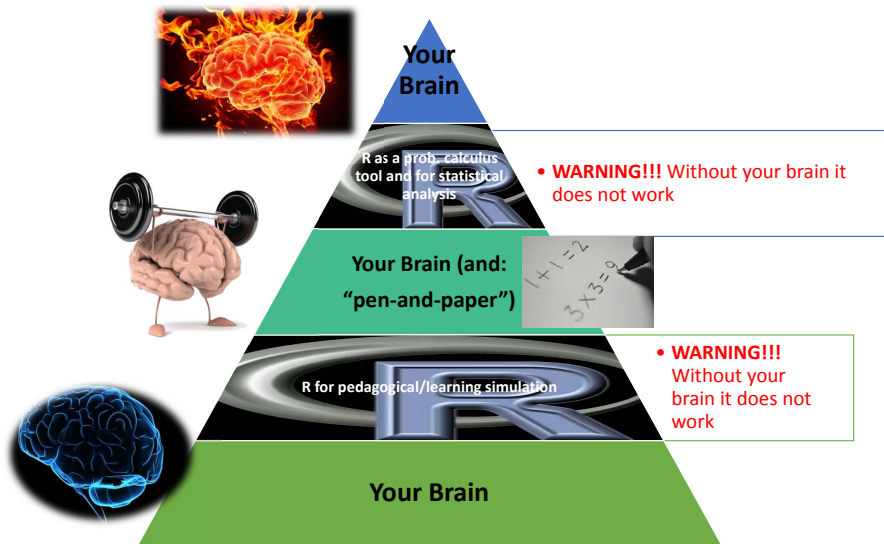 Your
Brain
R as a prob. calculus
tool and for statistical
analysis
• WARNING!!! Without your brain it
does not work
Your Brain (and:
“pen-and-paper”)
1+1=2
3×3=9
• WARNING!!!
Without your
brain it does not
work
R for pedagogical/learning simulation
Your Brain